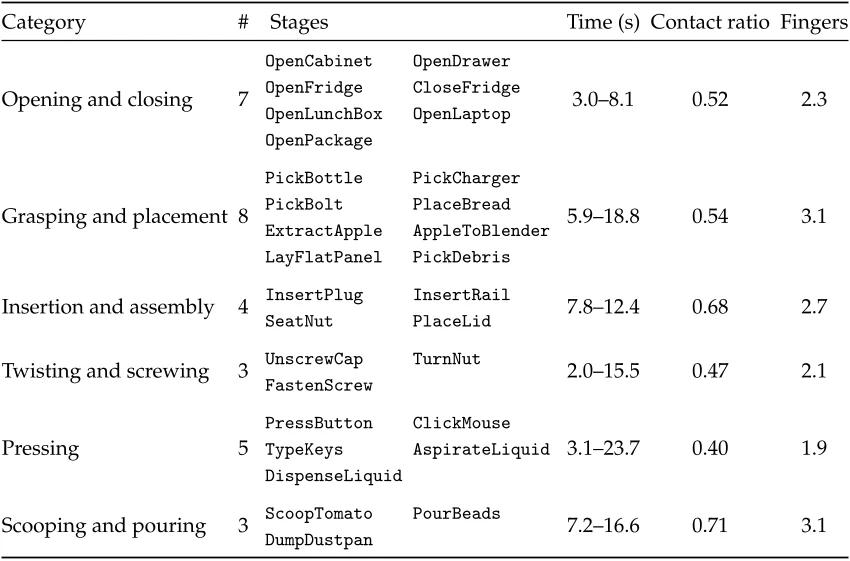 Category # Stages Time (s) Contact ratio Fingers
OpenCabinet OpenDrawer
OpenFridge CloseFridge
Opening and closing 7 3.0–8.1 0.52 2.3
OpenLunchBox OpenLaptop
OpenPackage
PickBottle PickCharger
PickBolt PlaceBread
Grasping and placement 8 5.9–18.8 0.54 3.1
ExtractApple AppleToBlender
LayFlatPanel PickDebris
InsertPlug InsertRail
Insertion and assembly 4 7.8–12.4 0.68 2.7
SeatNut PlaceLid
UnscrewCap TurnNut
Twisting and screwing 3 2.0–15.5 0.47 2.1
FastenScrew
PressButton ClickMouse
Pressing 5 TypeKeys AspirateLiquid 3.1–23.7 0.40 1.9
DispenseLiquid
ScoopTomato PourBeads
Scooping and pouring 3 7.2–16.6 0.71 3.1
DumpDustpan